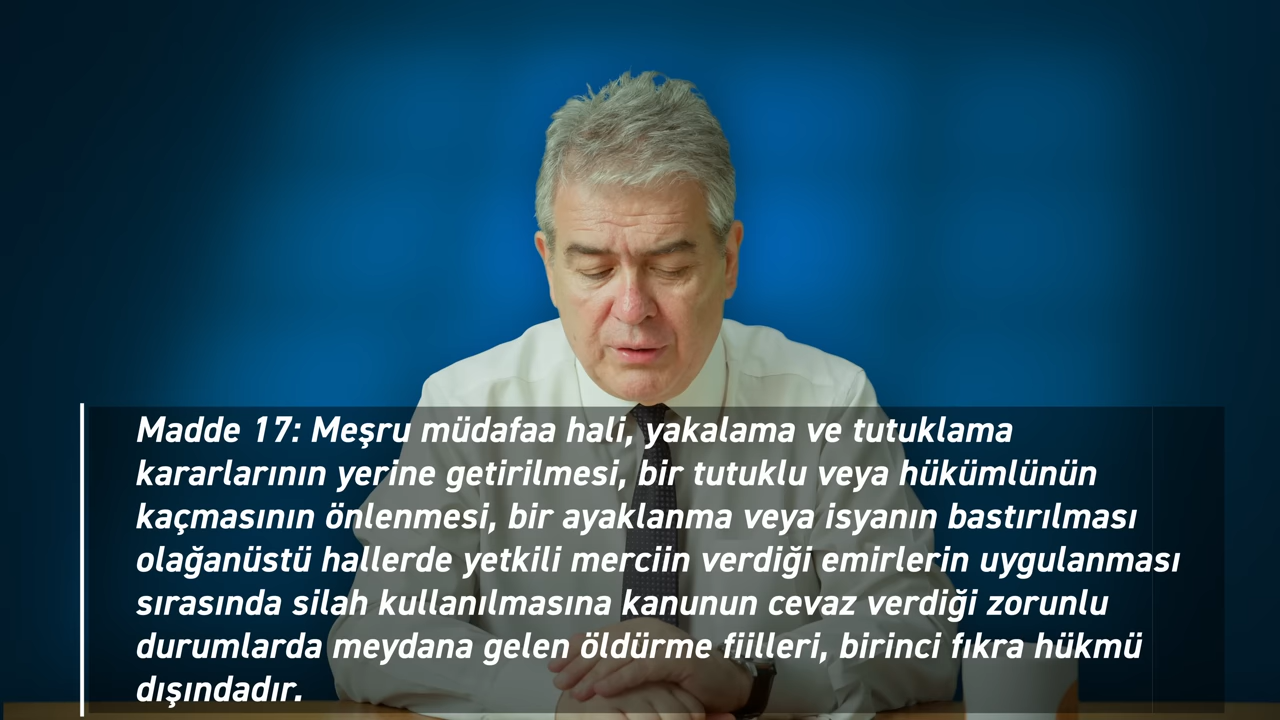 Madde 17: Meşru müdafaa hali, yakalama ve tutuklama
kararlarının yerine getirilmesi, bir tutuklu veya hükümlünün
kaçmasının önlenmesi, bir ayaklanma veya isyanın bastırılması
olağanüstü hallerde yetkili merciin verdiği emirlerin uygulanması
sırasında silah kullanılmasına kanunun cevaz verdiği zorunlu
durumlarda meydana gelen öldürme fiilleri, birinci fıkra hükmü
dışındadır.